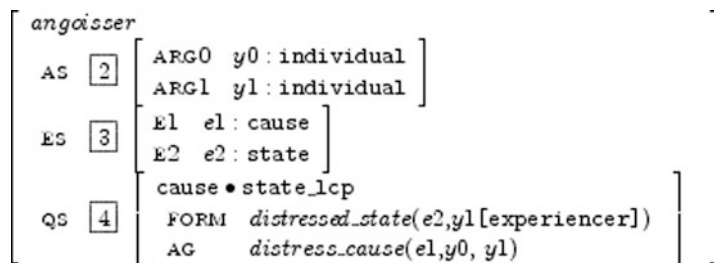 angoisser
AS [2] ARG0 y0 : individual
ARG1 y1 : individual
ES [3] E1 e1 : cause
E2 e2 : state
QS [4] cause • state_lcp
FORM distressed_state(e2,y1[experiencer])
AG distress_cause(e1,y0, y1)